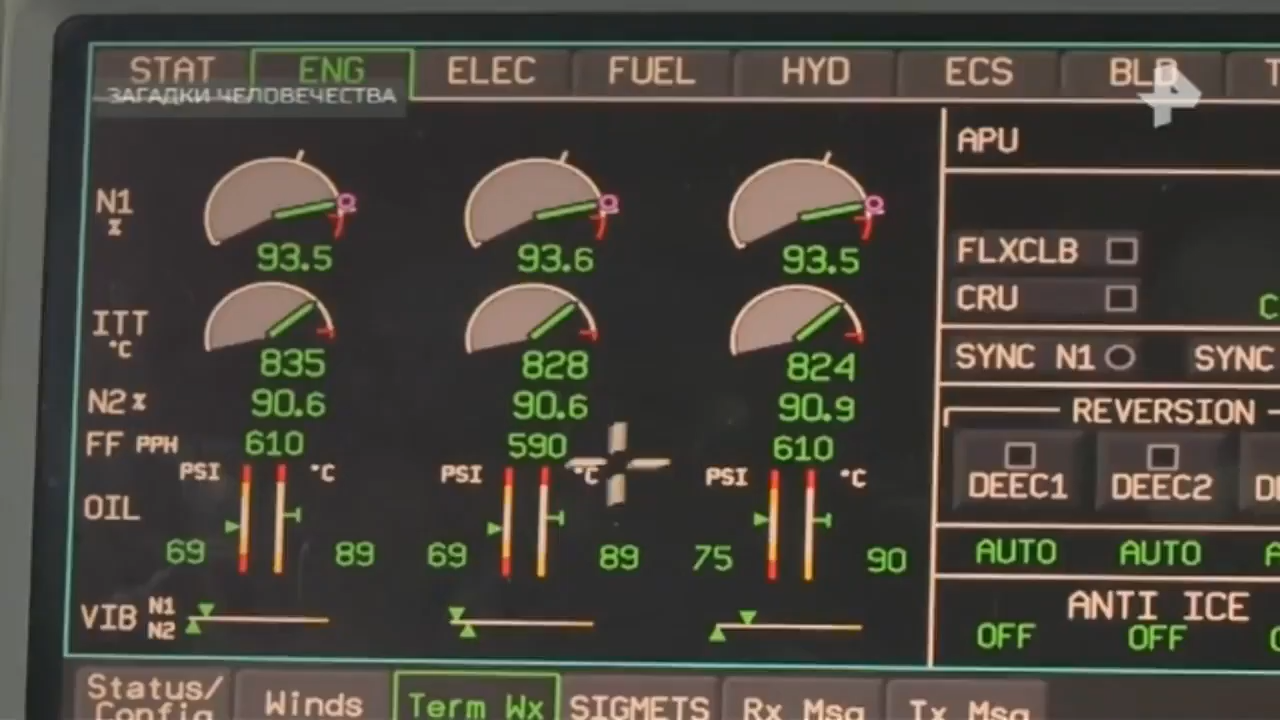 STAT ENG ELEC FUEL HYD ECS BLD
ЗАГАДКИ ЧЕЛОВЕЧЕСТВА
APU
N1 %
93.5 93.6 93.5
FLXCLB
CRU
ITT °C
835 828 824
SYNC N1 SYNC
N2 % 90.6 90.6 90.9
REVERSION
FF PPH 610 590 610
PSI °C PSI °C PSI °C
DEEC1 DEEC2
OIL
69 89 69 89 75 90
AUTO AUTO
ANTI ICE
OFF OFF
VIB N1
N2
Status/
Config Winds Term Wx SIGMETS Rx Msg Tx Msg